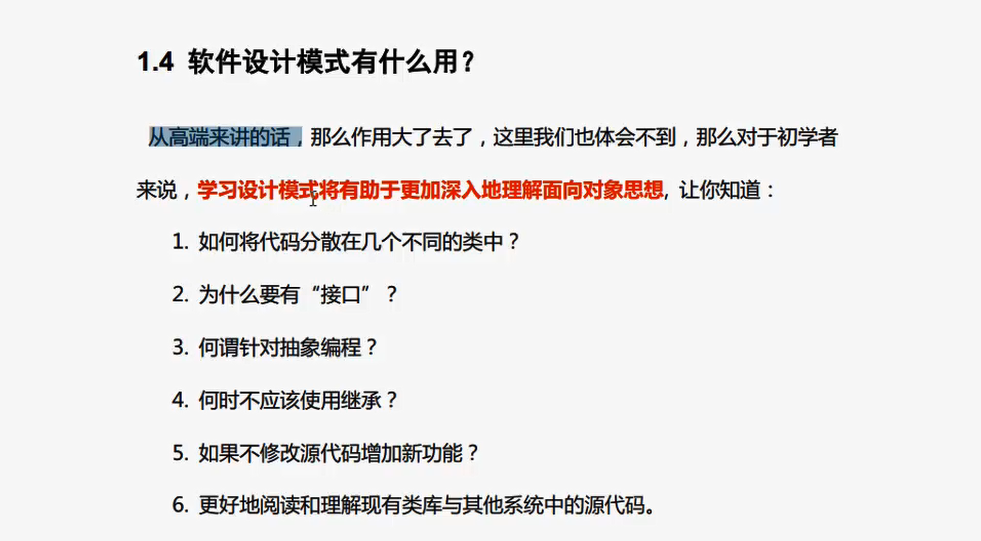 1.4 软件设计模式有什么用？
从高端来讲的话，那么作用大了去了，这里我们也体会不到，那么对于初学者
来说，学习设计模式将有助于更加深入地理解面向对象思想, 让你知道：
1. 如何将代码分散在几个不同的类中？
2. 为什么要有“接口”？
3. 何谓针对抽象编程？
4. 何时不应该使用继承？
5. 如果不修改源代码增加新功能？
6. 更好地阅读和理解现有类库与其他系统中的源代码。